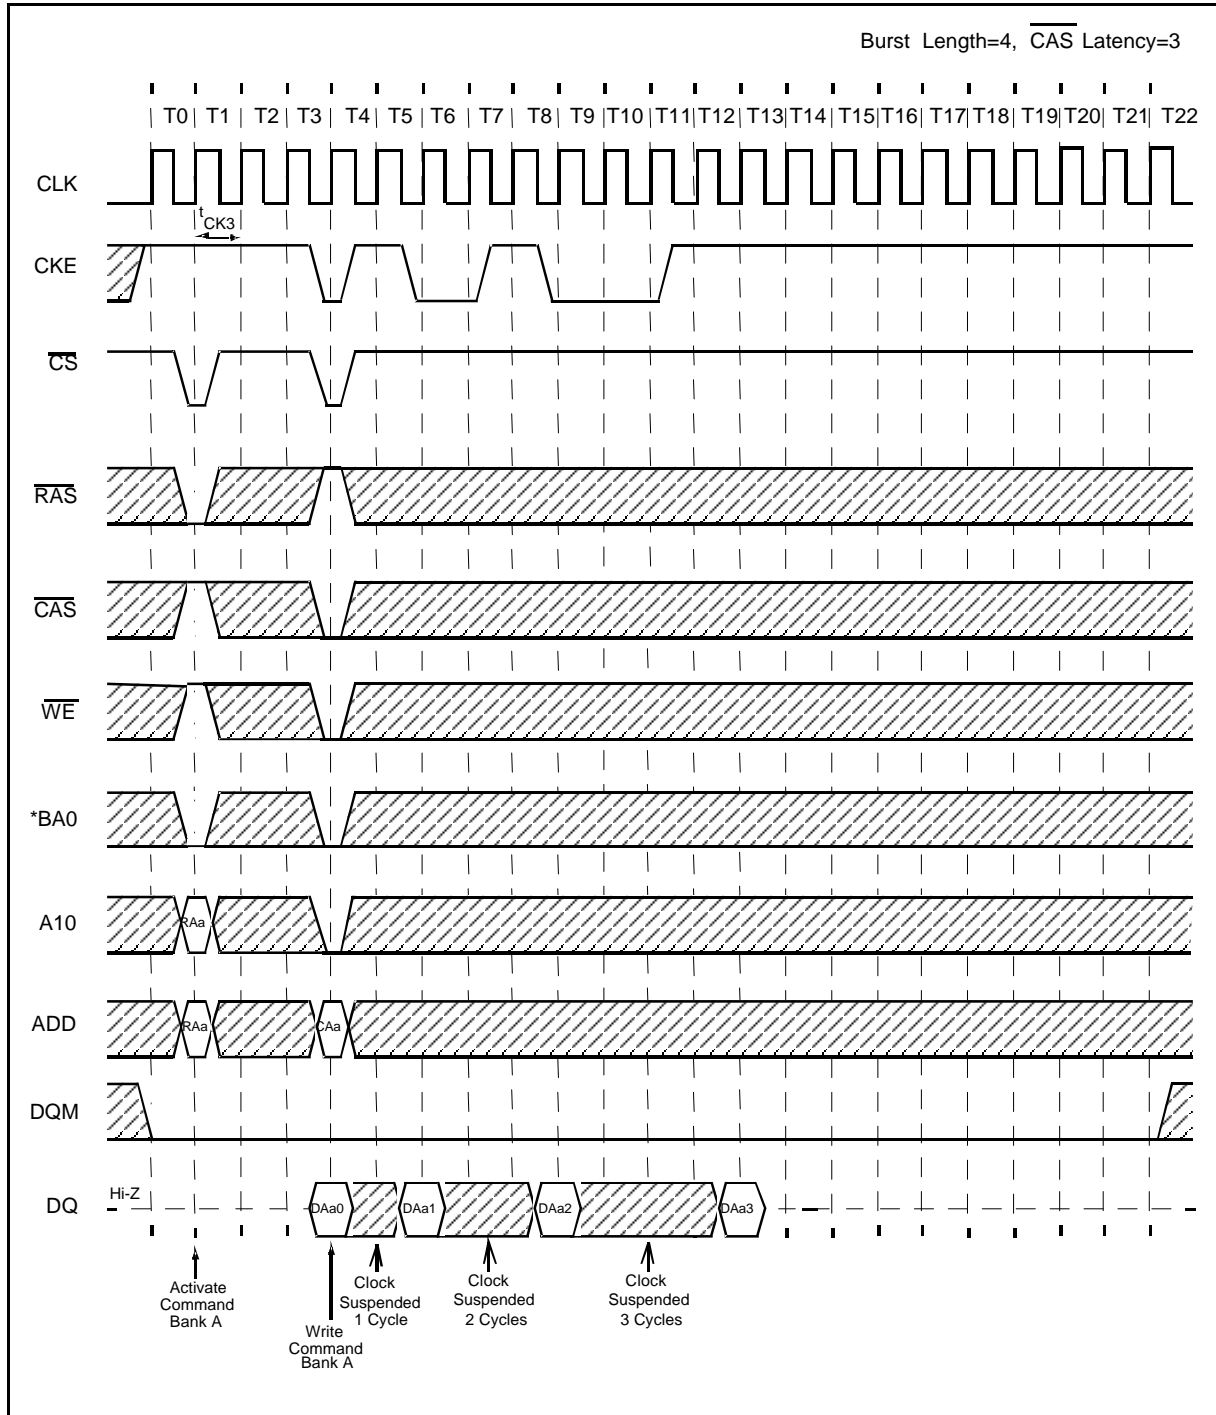 Burst Length=4, CAS Latency=3
T0 T1 T2 T3 T4 T5 T6 T7 T8 T9 T10 T11 T12 T13 T14 T15 T16 T17 T18 T19 T20 T21 T22
CLK
tCK3
CKE
CS
RAS
CAS
WE
*BA0
A10 RAa
ADD RAa CAa
DQM
DQ Hi-Z DAa0 DAa1 DAa2 DAa3
Activate
Command
Bank A
Write
Command
Bank A
Clock
Suspended
1 Cycle
Clock
Suspended
2 Cycles
Clock
Suspended
3 Cycles